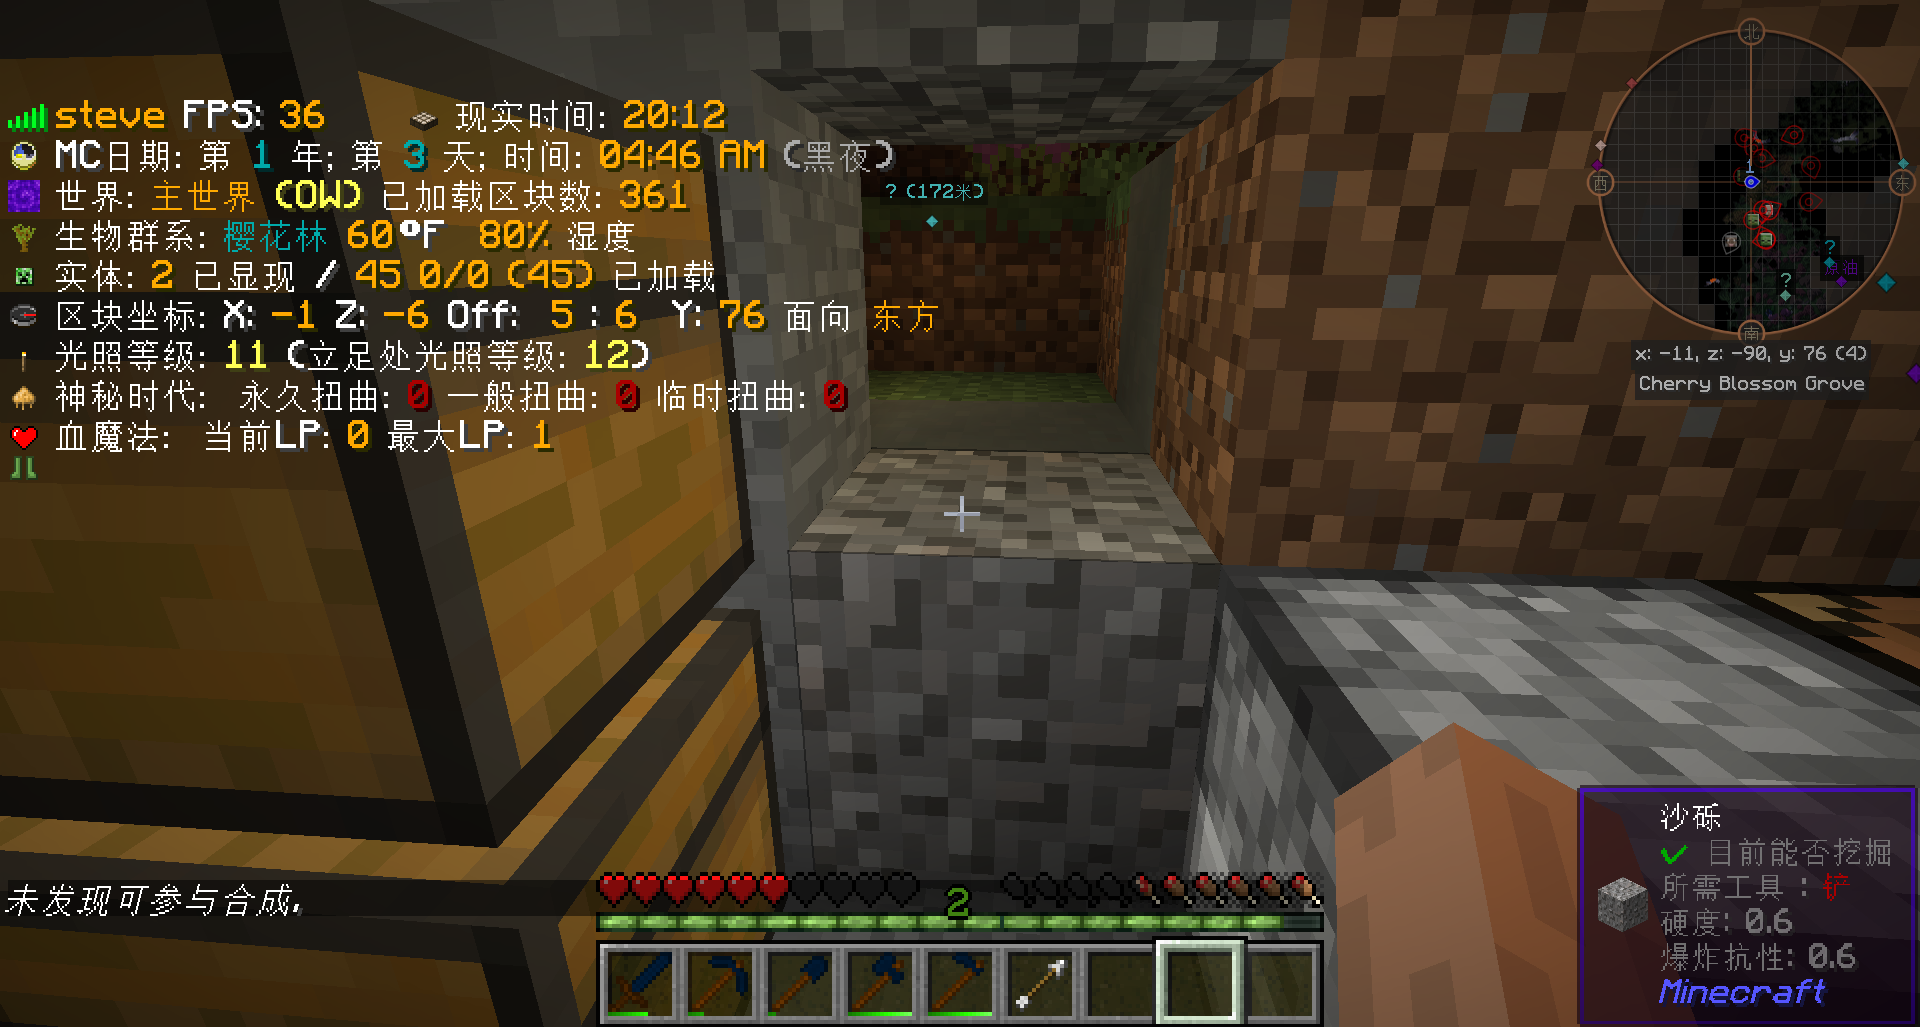 steve FPS: 36 现实时间: 20:12
MC日期: 第 1 年; 第 3 天; 时间: 04:46 AM (黑夜)
世界: 主世界 (OW) 已加载区块数: 361
生物群系: 樱花林 60°F 80% 湿度
实体: 2 已显现 / 45 0/0 (45) 已加载
区块坐标: X: -1 Z: -6 Off: 5 : 6 Y: 76 面向 东方
光照等级: 11 (立足处光照等级: 12)
神秘时代: 永久扭曲: 0 一般扭曲: 0 临时扭曲: 0
血魔法: 当前LP: 0 最大LP: 1
? (172米)
北
西
东
南
1
?
?
原油
x: -11, z: -90, y: 76 (4)
Cherry Blossom Grove
未发现可参与合成,
2
沙砾
✓ 目前能否挖掘
所需工具 : 铲
硬度: 0.6
爆炸抗性: 0.6
Minecraft